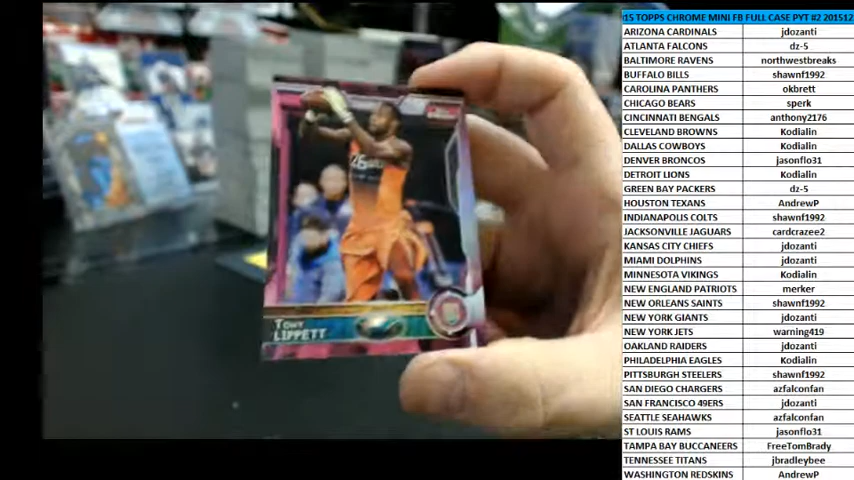 TONY
LIPPETT
15 TOPPS CHROME MINI FB FULL CASE PYT #2 201512
ARIZONA CARDINALS jdozanti
ATLANTA FALCONS dz-5
BALTIMORE RAVENS northwestbreaks
BUFFALO BILLS shawnf1992
CAROLINA PANTHERS okbrett
CHICAGO BEARS sperk
CINCINNATI BENGALS anthony2176
CLEVELAND BROWNS Kodialin
DALLAS COWBOYS Kodialin
DENVER BRONCOS jasonflo31
DETROIT LIONS Kodialin
GREEN BAY PACKERS dz-5
HOUSTON TEXANS AndrewP
INDIANAPOLIS COLTS shawnf1992
JACKSONVILLE JAGUARS cardcrazee2
KANSAS CITY CHIEFS jdozanti
MIAMI DOLPHINS jdozanti
MINNESOTA VIKINGS Kodialin
NEW ENGLAND PATRIOTS merker
NEW ORLEANS SAINTS shawnf1992
NEW YORK GIANTS jdozanti
NEW YORK JETS warning419
OAKLAND RAIDERS jdozanti
PHILADELPHIA EAGLES Kodialin
PITTSBURGH STEELERS shawnf1992
SAN DIEGO CHARGERS azfalconfan
SAN FRANCISCO 49ERS jdozanti
SEATTLE SEAHAWKS azfalconfan
ST LOUIS RAMS jasonflo31
TAMPA BAY BUCCANEERS FreeTomBrady
TENNESSEE TITANS jbradleybee
WASHINGTON REDSKINS AndrewP